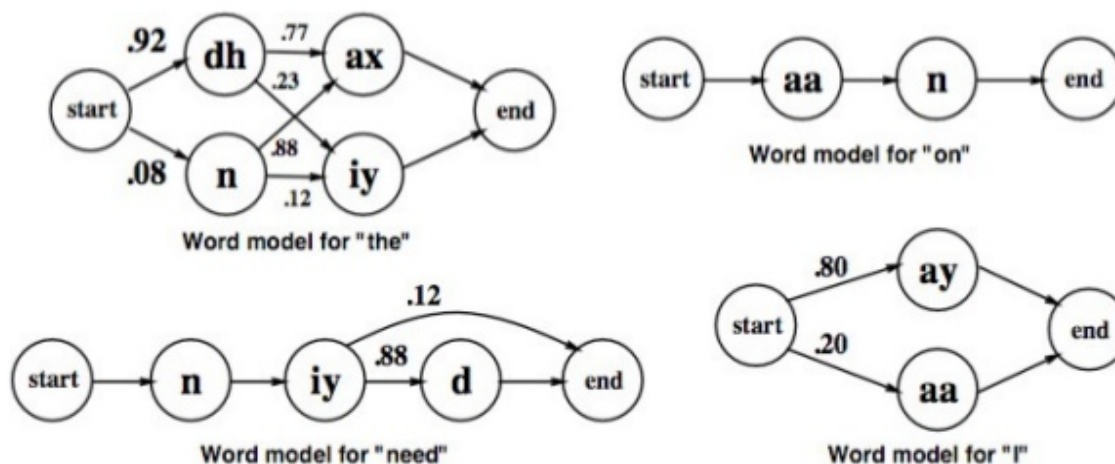 .92 dh .77 ax
start .23 end
.88
.08 n .12 iy
Word model for "the"
start aa n end
Word model for "on"
.12
start n iy .88 d end
Word model for "need"
.80 ay
start end
.20 aa
Word model for "I"